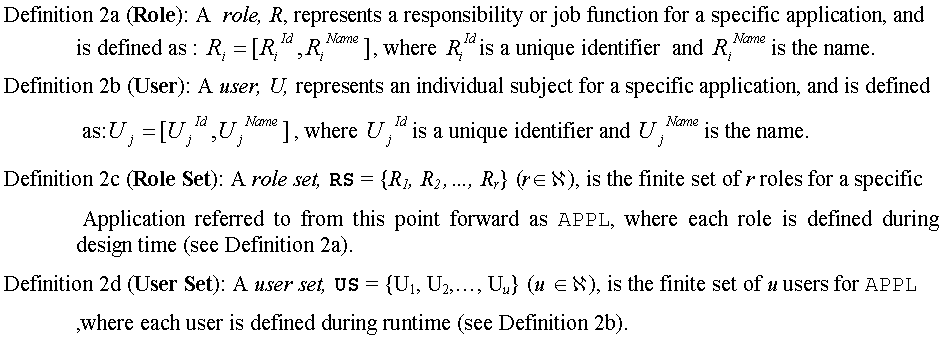 Definition 2a (Role): A role, R, represents a responsibility or job function for a specific application, and
is defined as : R_i = [R_i^Id , R_i^Name ], where R_i^Id is a unique identifier and R_i^Name is the name.
Definition 2b (User): A user, U, represents an individual subject for a specific application, and is defined
as: U_j = [U_j^Id , U_j^Name ] , where U_j^Id is a unique identifier and U_j^Name is the name.
Definition 2c (Role Set): A role set, RS = {R_1, R_2, ..., R_r} (r ∈ ℵ), is the finite set of r roles for a specific
Application referred to from this point forward as APPL, where each role is defined during
design time (see Definition 2a).
Definition 2d (User Set): A user set, US = {U_1, U_2,…, U_u} (u ∈ ℵ), is the finite set of u users for APPL
,where each user is defined during runtime (see Definition 2b).